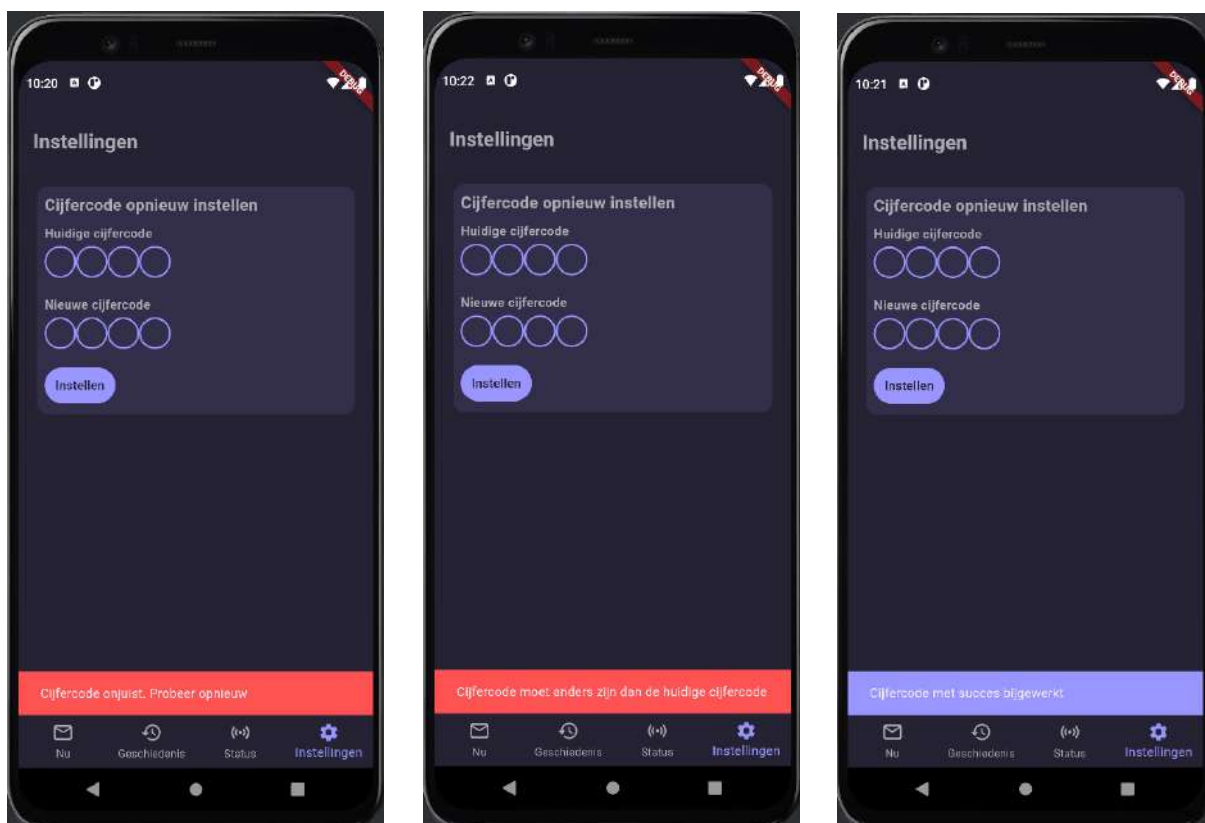 10:20
DEBUG
Instellingen
Cijfercode opnieuw instellen
Huidige cijfercode
Nieuwe cijfercode
Instellen
Cijfercode onjuist. Probeer opnieuw
Nu Geschiedenis Status Instellingen
10:22
DEBUG
Instellingen
Cijfercode opnieuw instellen
Huidige cijfercode
Nieuwe cijfercode
Instellen
Cijfercode moet anders zijn dan de huidige cijfercode
Nu Geschiedenis Status Instellingen
10:21
DEBUG
Instellingen
Cijfercode opnieuw instellen
Huidige cijfercode
Nieuwe cijfercode
Instellen
Cijfercode met succes bijgewerkt
Nu Geschiedenis Status Instellingen